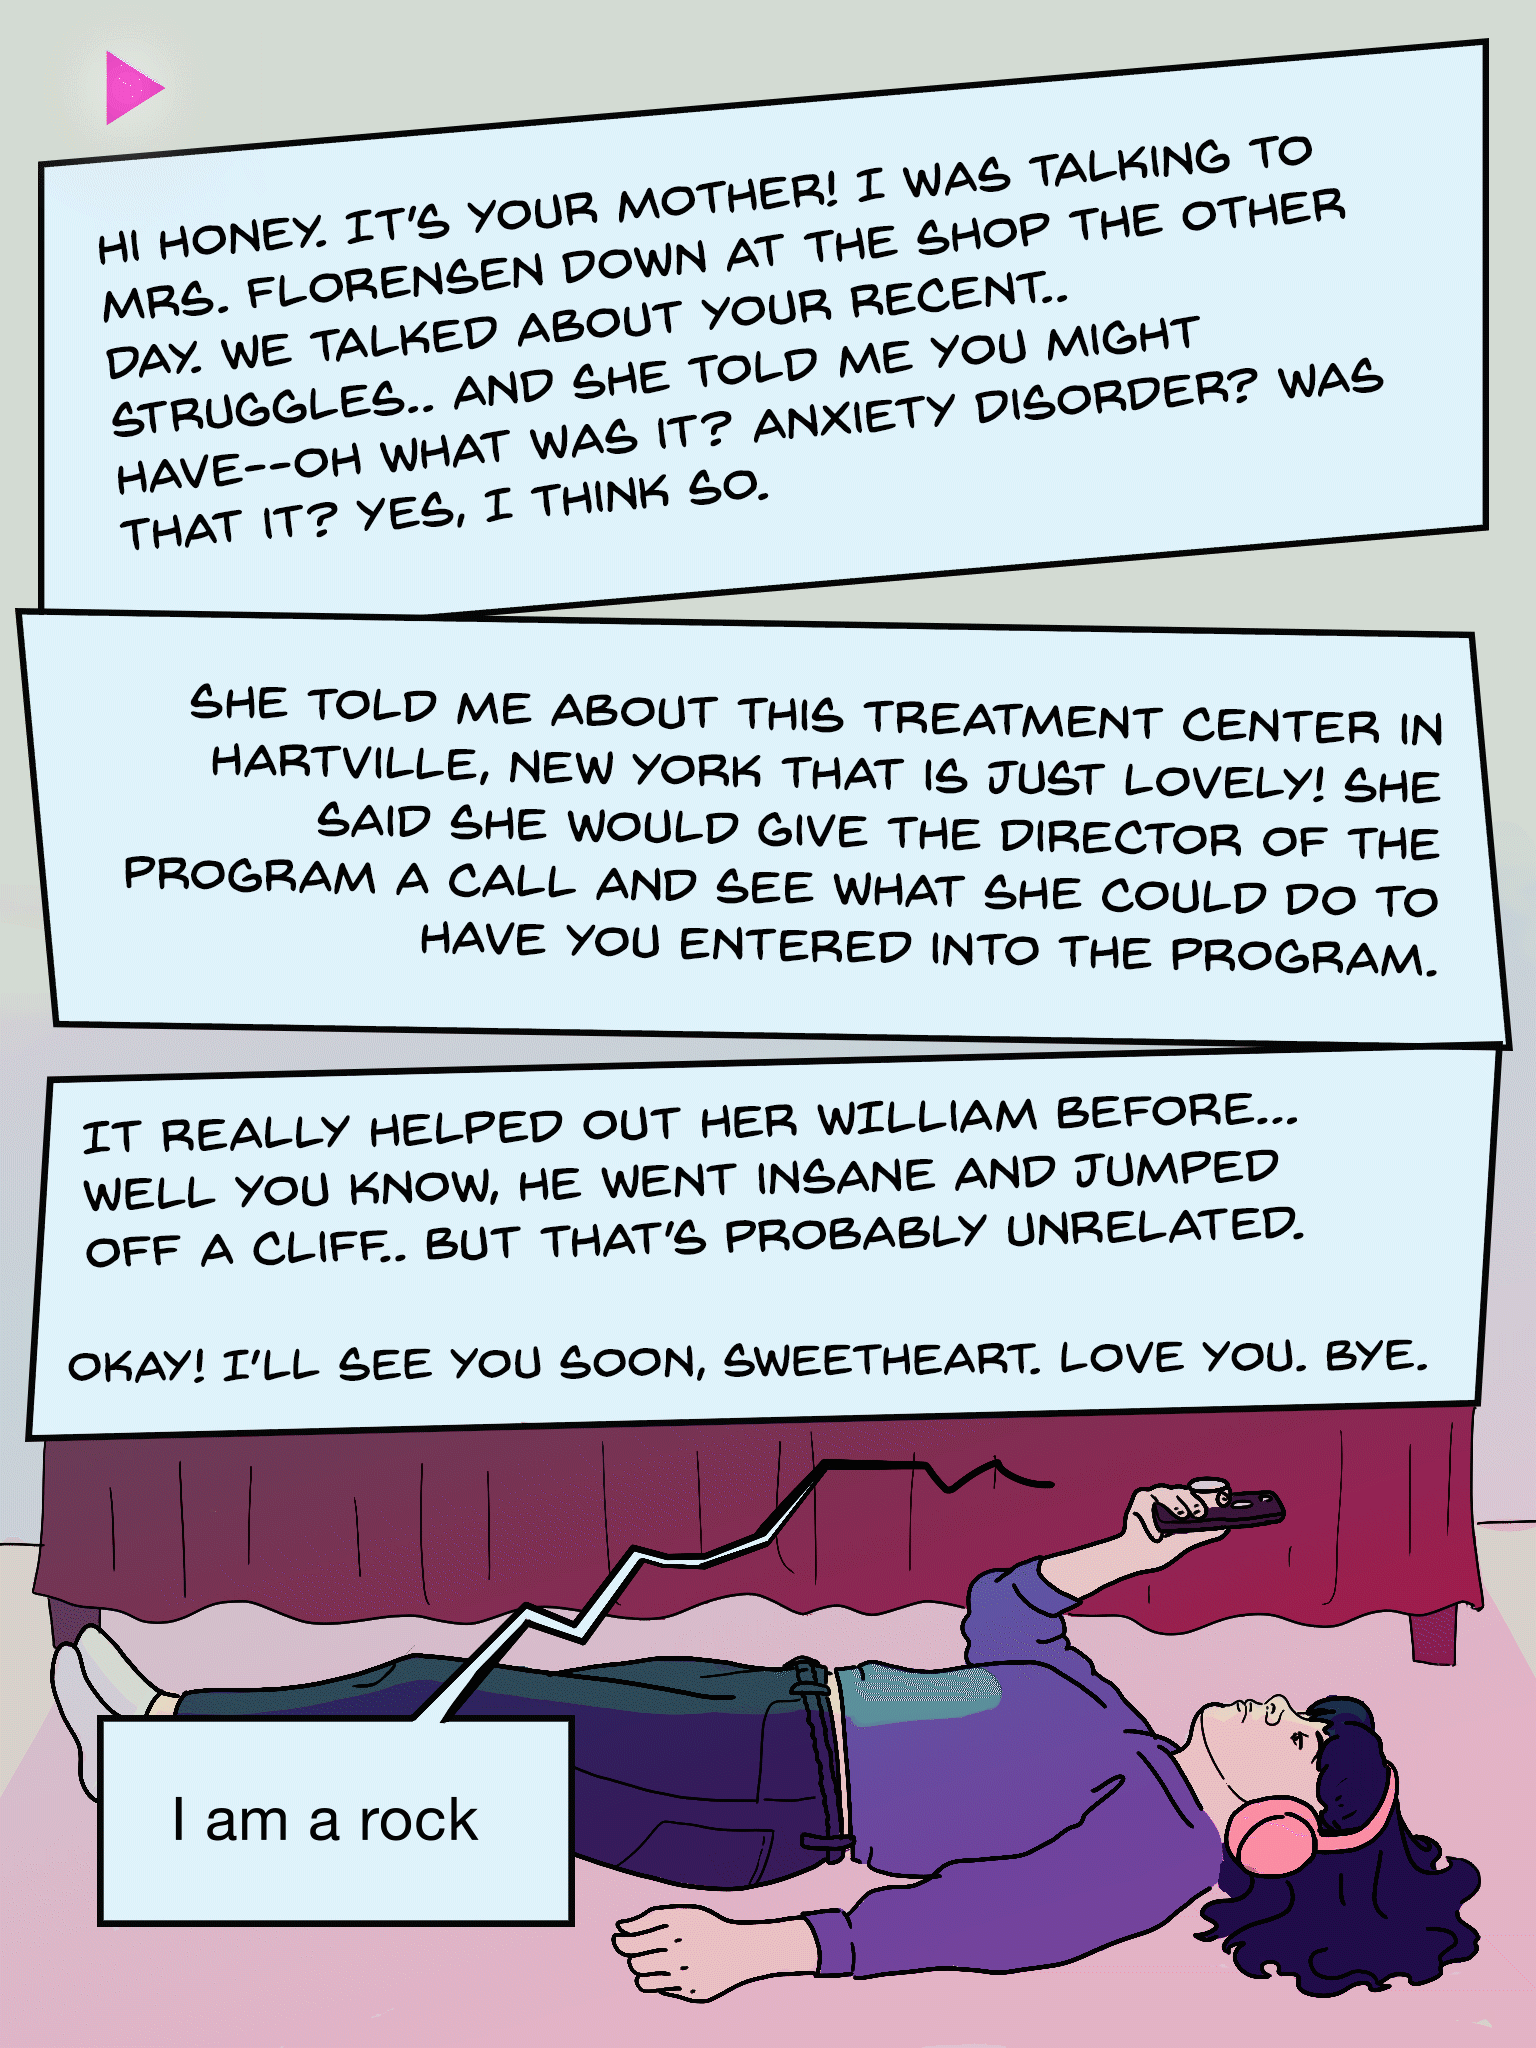 HI HONEY. IT'S YOUR MOTHER! I WAS TALKING TO
MRS. FLORENSEN DOWN AT THE SHOP THE OTHER
DAY. WE TALKED ABOUT YOUR RECENT..
STRUGGLES.. AND SHE TOLD ME YOU MIGHT
HAVE--OH WHAT WAS IT? ANXIETY DISORDER? WAS
THAT IT? YES, I THINK SO.
SHE TOLD ME ABOUT THIS TREATMENT CENTER IN
HARTVILLE, NEW YORK THAT IS JUST LOVELY! SHE
SAID SHE WOULD GIVE THE DIRECTOR OF THE
PROGRAM A CALL AND SEE WHAT SHE COULD DO TO
HAVE YOU ENTERED INTO THE PROGRAM.
IT REALLY HELPED OUT HER WILLIAM BEFORE...
WELL YOU KNOW, HE WENT INSANE AND JUMPED
OFF A CLIFF.. BUT THAT'S PROBABLY UNRELATED.
OKAY! I'LL SEE YOU SOON, SWEETHEART. LOVE YOU. BYE.
I am a rock